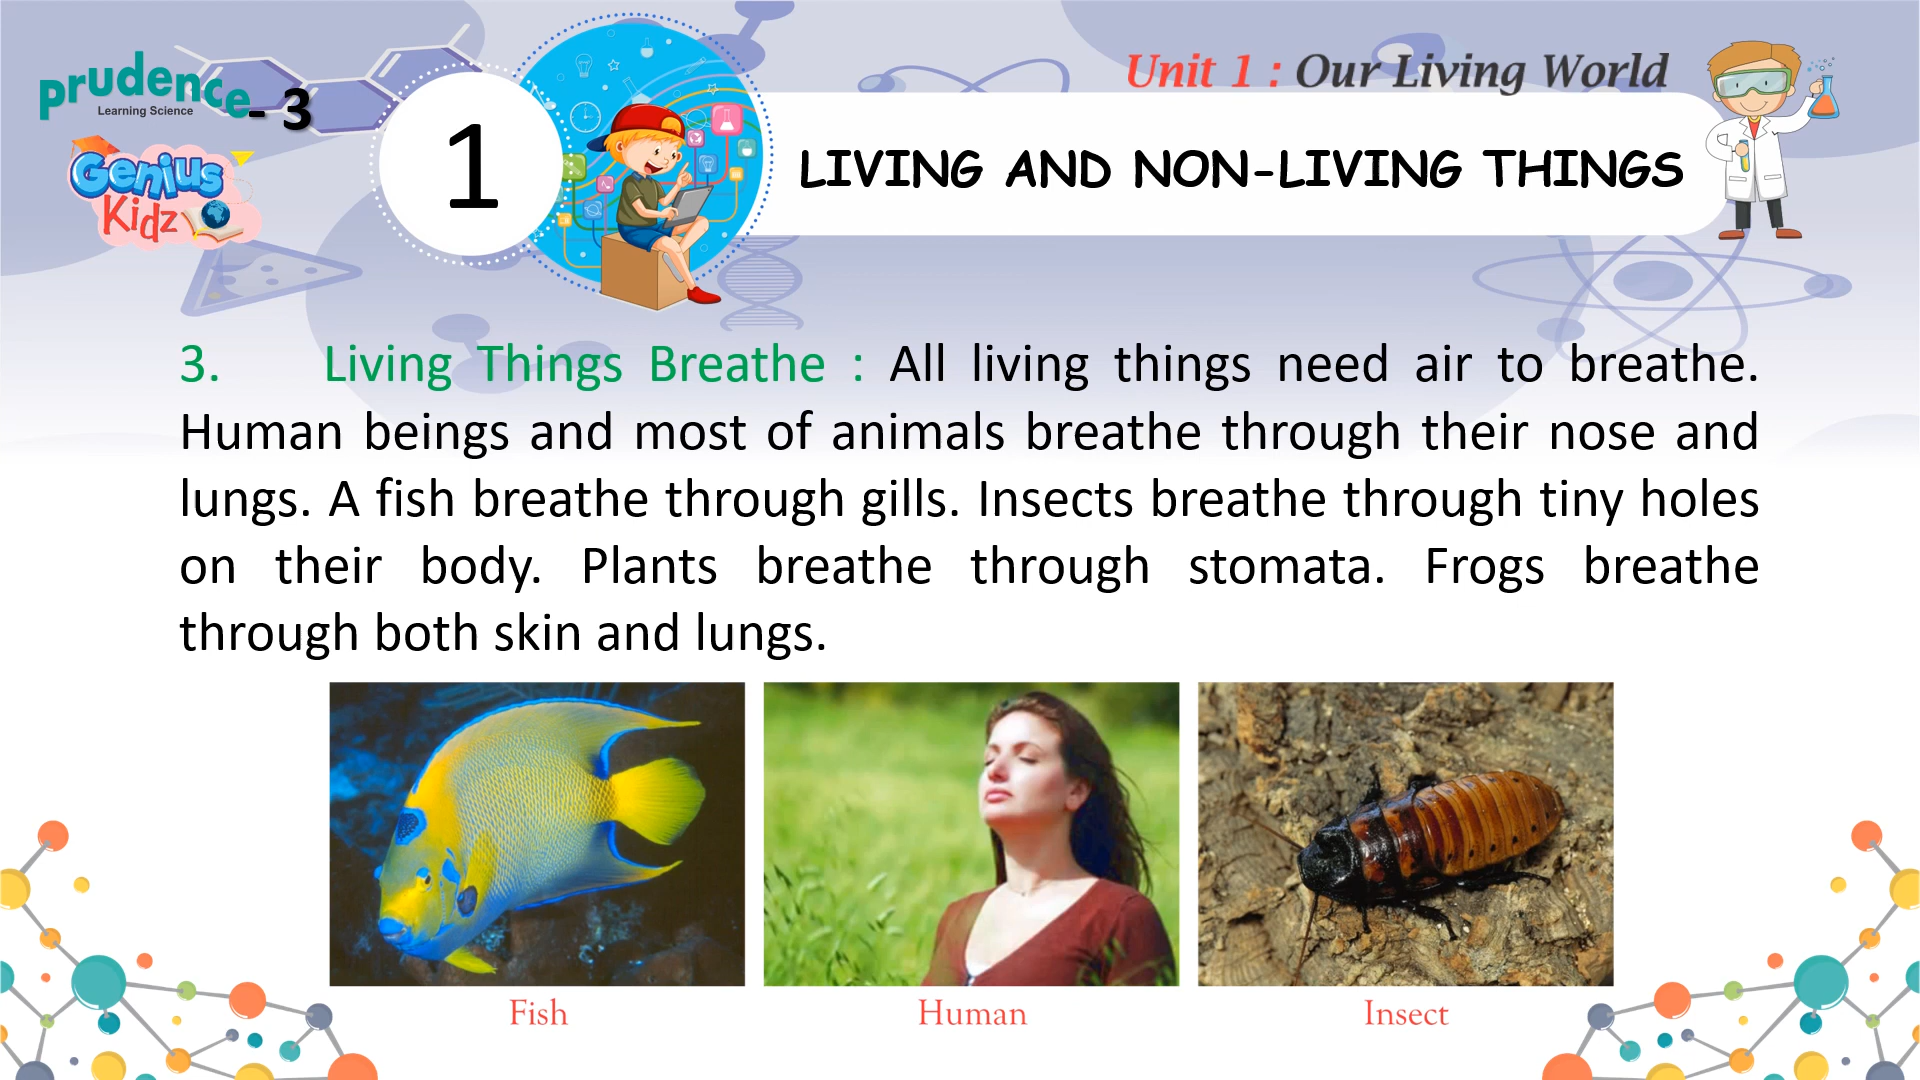 prudence - 3
Learning Science
Genius
Kidz
1
Unit 1 : Our Living World
LIVING AND NON-LIVING THINGS
3. Living Things Breathe : All living things need air to breathe.
Human beings and most of animals breathe through their nose and
lungs. A fish breathe through gills. Insects breathe through tiny holes
on their body. Plants breathe through stomata. Frogs breathe
through both skin and lungs.
Fish
Human
Insect